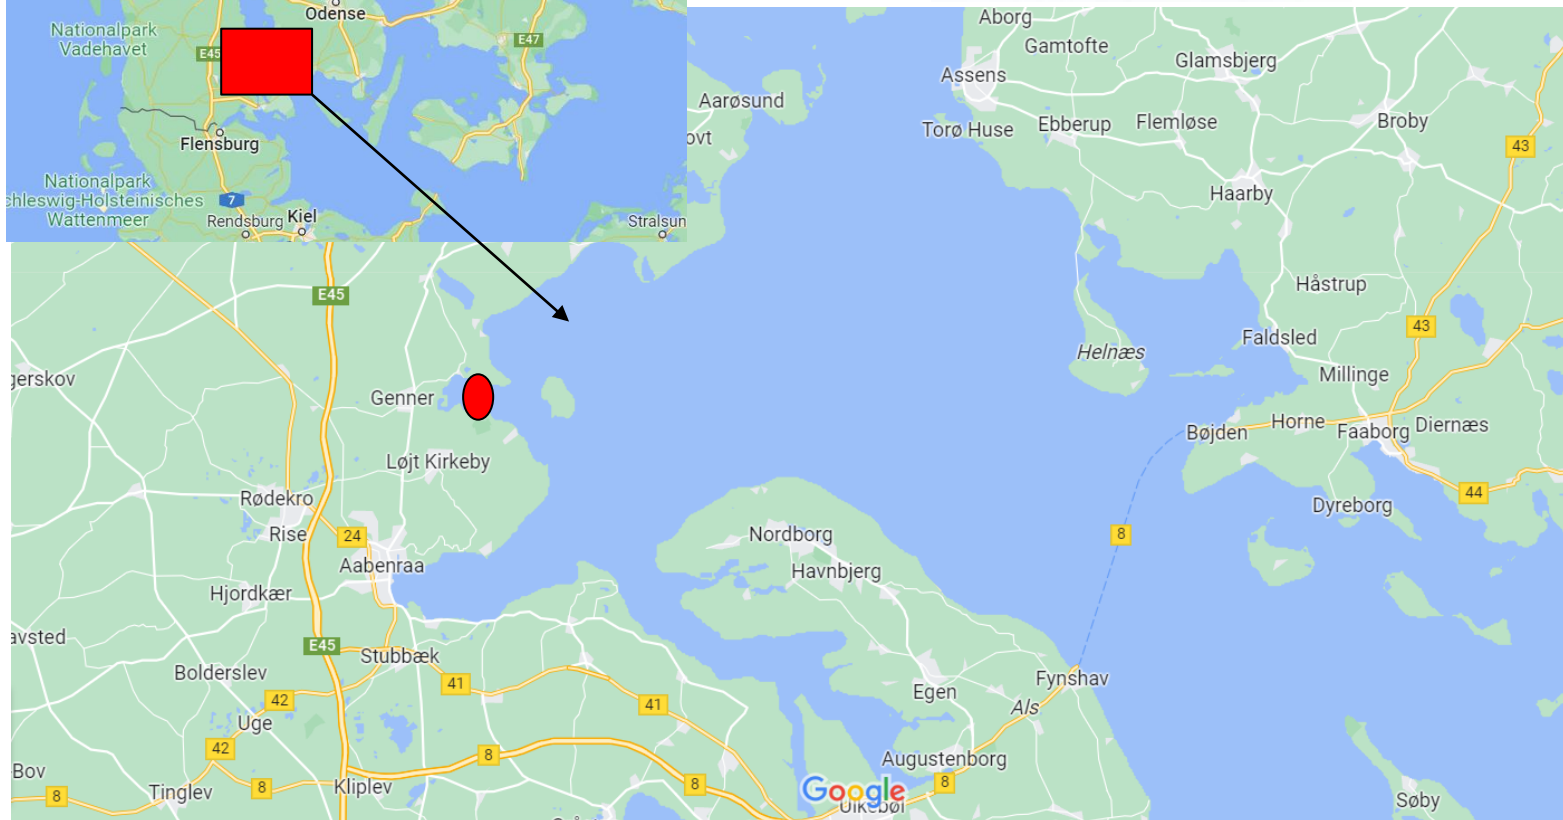 Odense
Nationalpark
Vadehavet
E45
E47
Flensburg
Nationalpark
chleswig-Holsteinisches
Wattenmeer
7
Rendsburg
Kiel
Stralsun
Aborg
Gamtofte
Glamsbjerg
Assens
Aarøsund
Torø Huse
Ebberup
Flemløse
Broby
ovt
43
Haarby
E45
Håstrup
43
Faldsled
Helnæs
Millinge
jerskov
Genner
Bøjden
Horne
Faaborg
Diernæs
Løjt Kirkeby
Rødekro
44
Dyreborg
Rise
24
Nordborg
8
Aabenraa
Havnbjerg
Hjordkær
avsted
E45
Stubbæk
Bolderslev
41
Fynshav
42
41
Egen
Als
Uge
42
8
Augustenborg
-Bov
8
Tinglev
8
Kliplev
8
Google
8
Ulkebøl
Søby